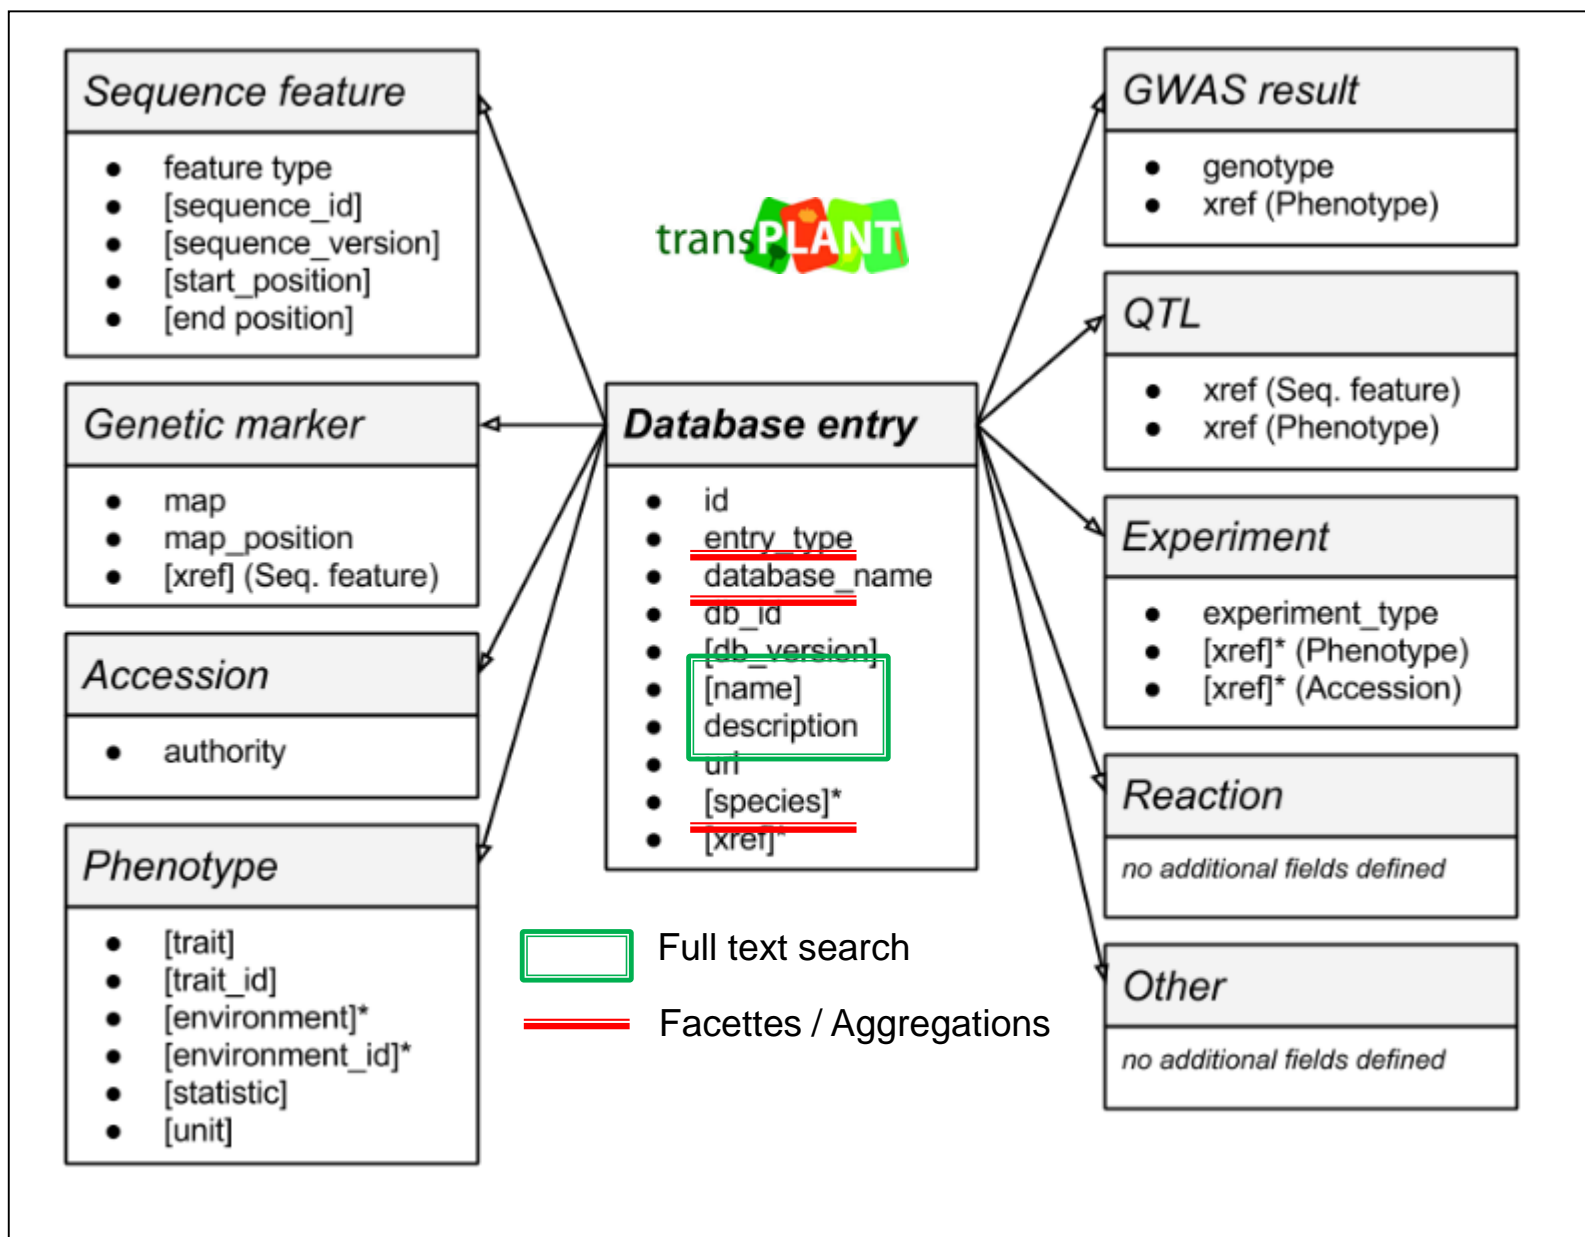 Sequence feature
feature type
[sequence_id]
[sequence_version]
[start_position]
[end position]
Genetic marker
map
map_position
[xref] (Seq. feature)
Accession
authority
Phenotype
[trait]
[trait_id]
[environment]*
[environment_id]*
[statistic]
[unit]
transPLANT
Database entry
id
entry_type
database_name
db_id
[db_version]
[name]
description
url
[species]*
[xref]*
Full text search
Facettes / Aggregations
GWAS result
genotype
xref (Phenotype)
QTL
xref (Seq. feature)
xref (Phenotype)
Experiment
experiment_type
[xref]* (Phenotype)
[xref]* (Accession)
Reaction
no additional fields defined
Other
no additional fields defined